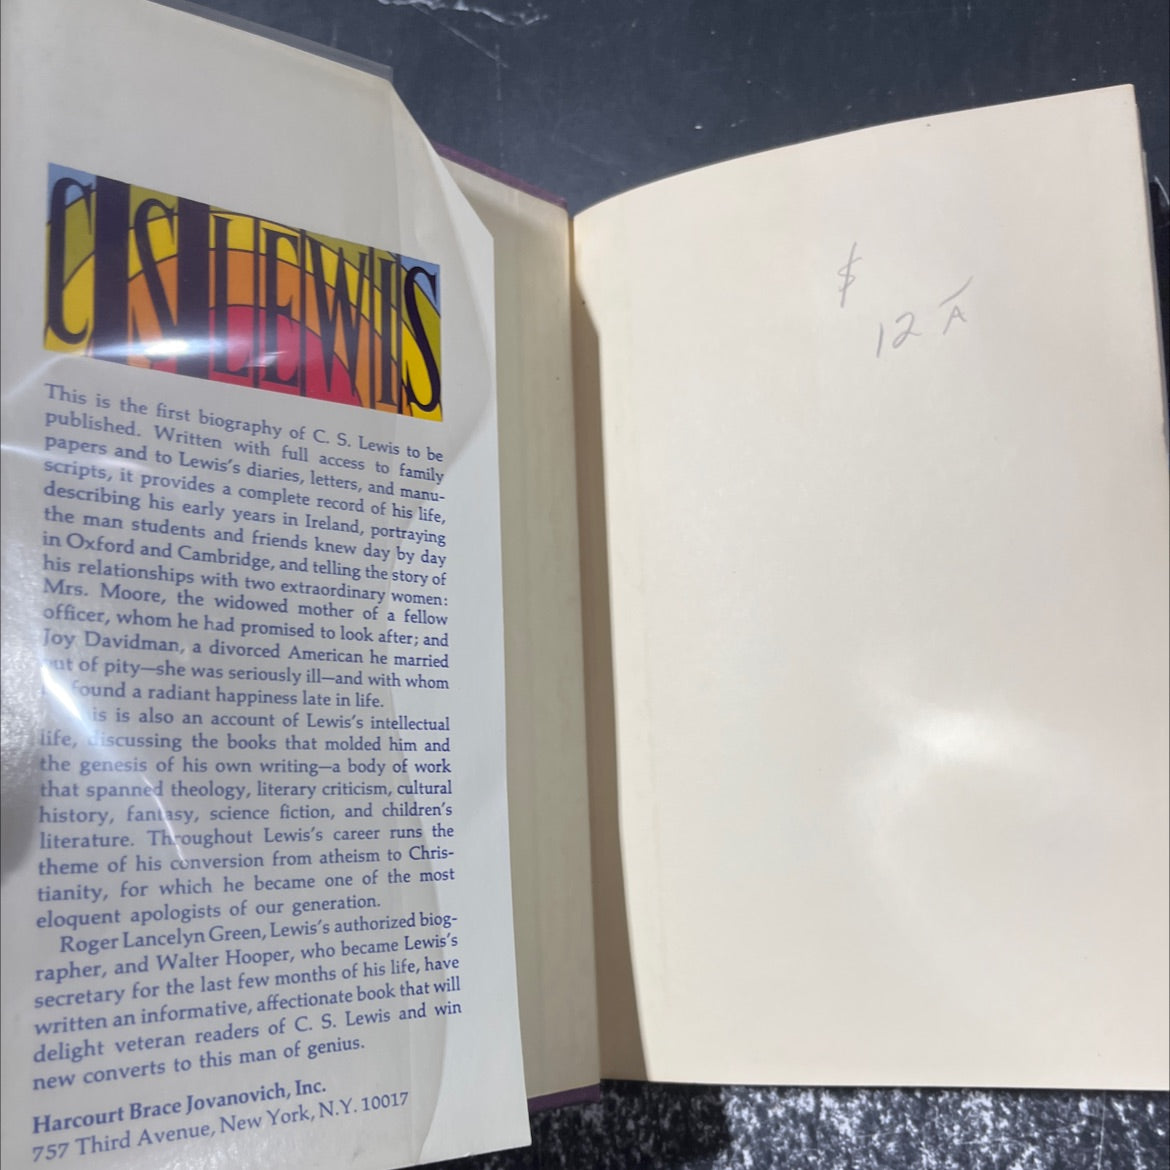 C S LEWIS
This is the first biography of C. S. Lewis to be
published. Written with full access to family
papers and to Lewis's diaries, letters, and manu-
scripts, it provides a complete record of his life,
describing his early years in Ireland, portraying
the man students and friends knew day by day
in Oxford and Cambridge, and telling the story of
his relationships with two extraordinary women:
Mrs. Moore, the widowed mother of a fellow
officer, whom he had promised to look after; and
Joy Davidman, a divorced American he married
out of pity—she was seriously ill—and with whom
found a radiant happiness late in life.
is is also an account of Lewis's intellectual
life, discussing the books that molded him and
the genesis of his own writing—a body of work
that spanned theology, literary criticism, cultural
history, fantasy, science fiction, and children's
literature. Throughout Lewis's career runs the
theme of his conversion from atheism to Chris-
tianity, for which he became one of the most
eloquent apologists of our generation.
Roger Lancelyn Green, Lewis's authorized biog-
rapher, and Walter Hooper, who became Lewis's
secretary for the last few months of his life, have
written an informative, affectionate book that will
delight veteran readers of C. S. Lewis and win
new converts to this man of genius.
Harcourt Brace Jovanovich, Inc.
757 Third Avenue, New York, N.Y. 10017
$
12 A